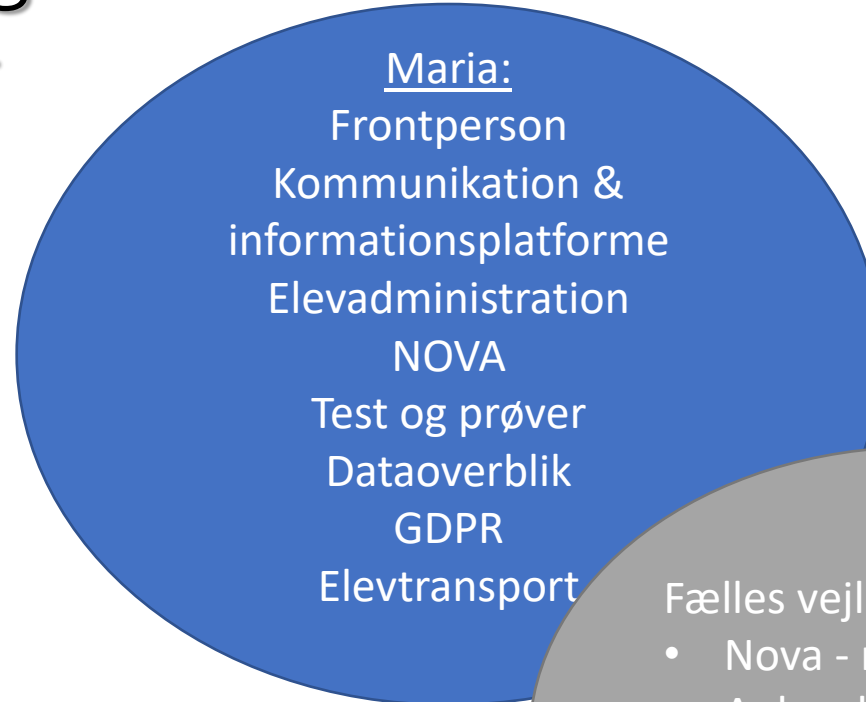 Maria:
Frontperson
Kommunikation &
informationsplatforme
Elevadministration
NOVA
Test og prøver
Dataoverblik
GDPR
Elevtransport
Fælles vejl
• Nova -